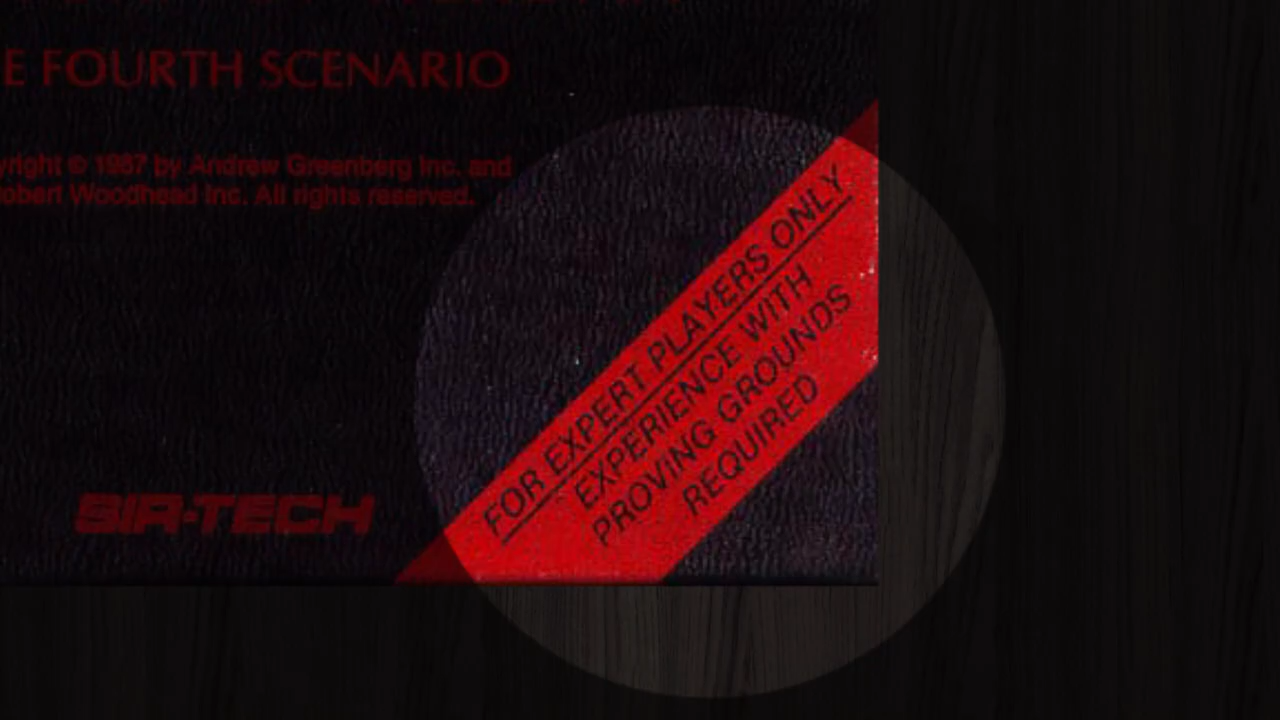 E FOURTH SCENARIO
yright © 1987 by Andrew Greenberg Inc. and
obert Woodhead Inc. All rights reserved.
FOR EXPERT PLAYERS ONLY
EXPERIENCE WITH
PROVING GROUNDS
REQUIRED
SIR-TECH